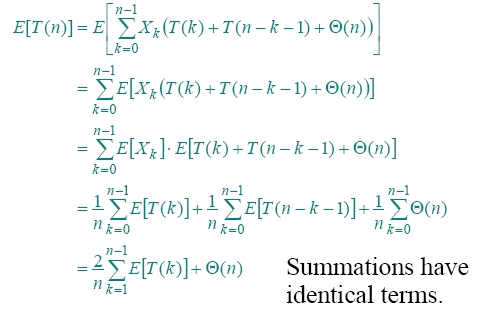 E[T(n)] = E[ ∑_{k=0}^{n−1} X_k (T(k) + T(n − k − 1) + Θ(n)) ]
= ∑_{k=0}^{n−1} E[X_k (T(k) + T(n − k − 1) + Θ(n))]
= ∑_{k=0}^{n−1} E[X_k] · E[T(k) + T(n − k − 1) + Θ(n)]
= 1/n ∑_{k=0}^{n−1} E[T(k)] + 1/n ∑_{k=0}^{n−1} E[T(n − k − 1)] + 1/n ∑_{k=0}^{n−1} Θ(n)
= 2/n ∑_{k=1}^{n−1} E[T(k)] + Θ(n)
Summations have
identical terms.